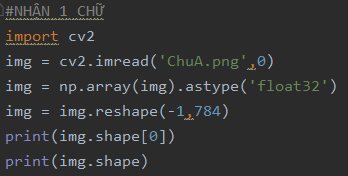 #NHÂN 1 CHỮ
import cv2
img = cv2.imread('ChuA.png',0)
img = np.array(img).astype('float32')
img = img.reshape(-1,784)
print(img.shape[0])
print(img.shape)